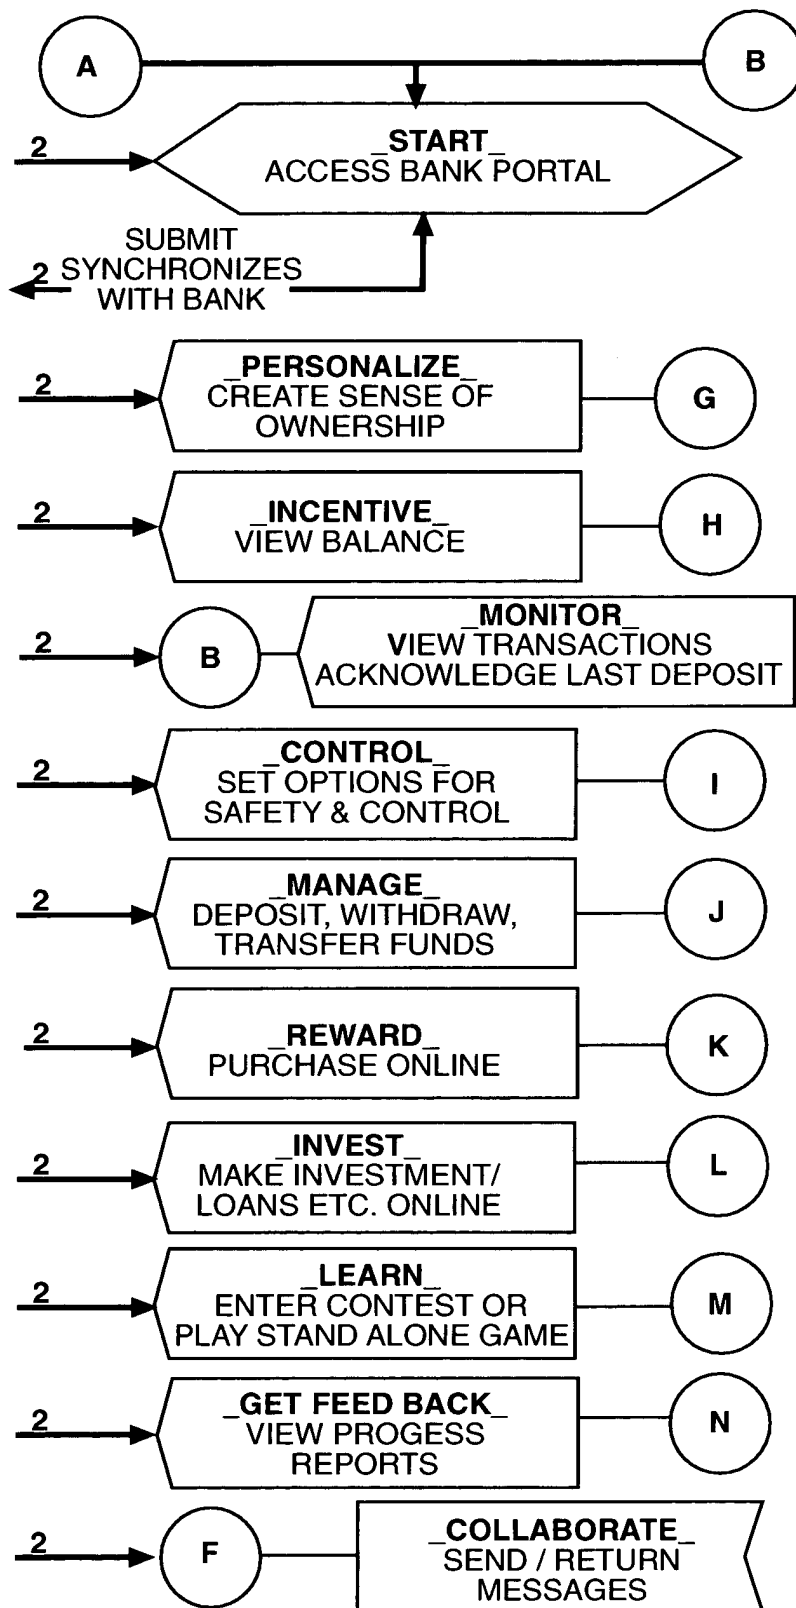 A
B
2
_START_
ACCESS BANK PORTAL
SUBMIT
2 SYNCHRONIZES
WITH BANK
2
_PERSONALIZE_
CREATE SENSE OF
OWNERSHIP
G
2
_INCENTIVE_
VIEW BALANCE
H
2
B
_MONITOR_
VIEW TRANSACTIONS
ACKNOWLEDGE LAST DEPOSIT
2
_CONTROL_
SET OPTIONS FOR
SAFETY & CONTROL
I
2
_MANAGE_
DEPOSIT, WITHDRAW,
TRANSFER FUNDS
J
2
_REWARD_
PURCHASE ONLINE
K
2
_INVEST_
MAKE INVESTMENT/
LOANS ETC. ONLINE
L
2
_LEARN_
ENTER CONTEST OR
PLAY STAND ALONE GAME
M
2
_GET FEED BACK_
VIEW PROGESS
REPORTS
N
2
F
_COLLABORATE_
SEND / RETURN
MESSAGES